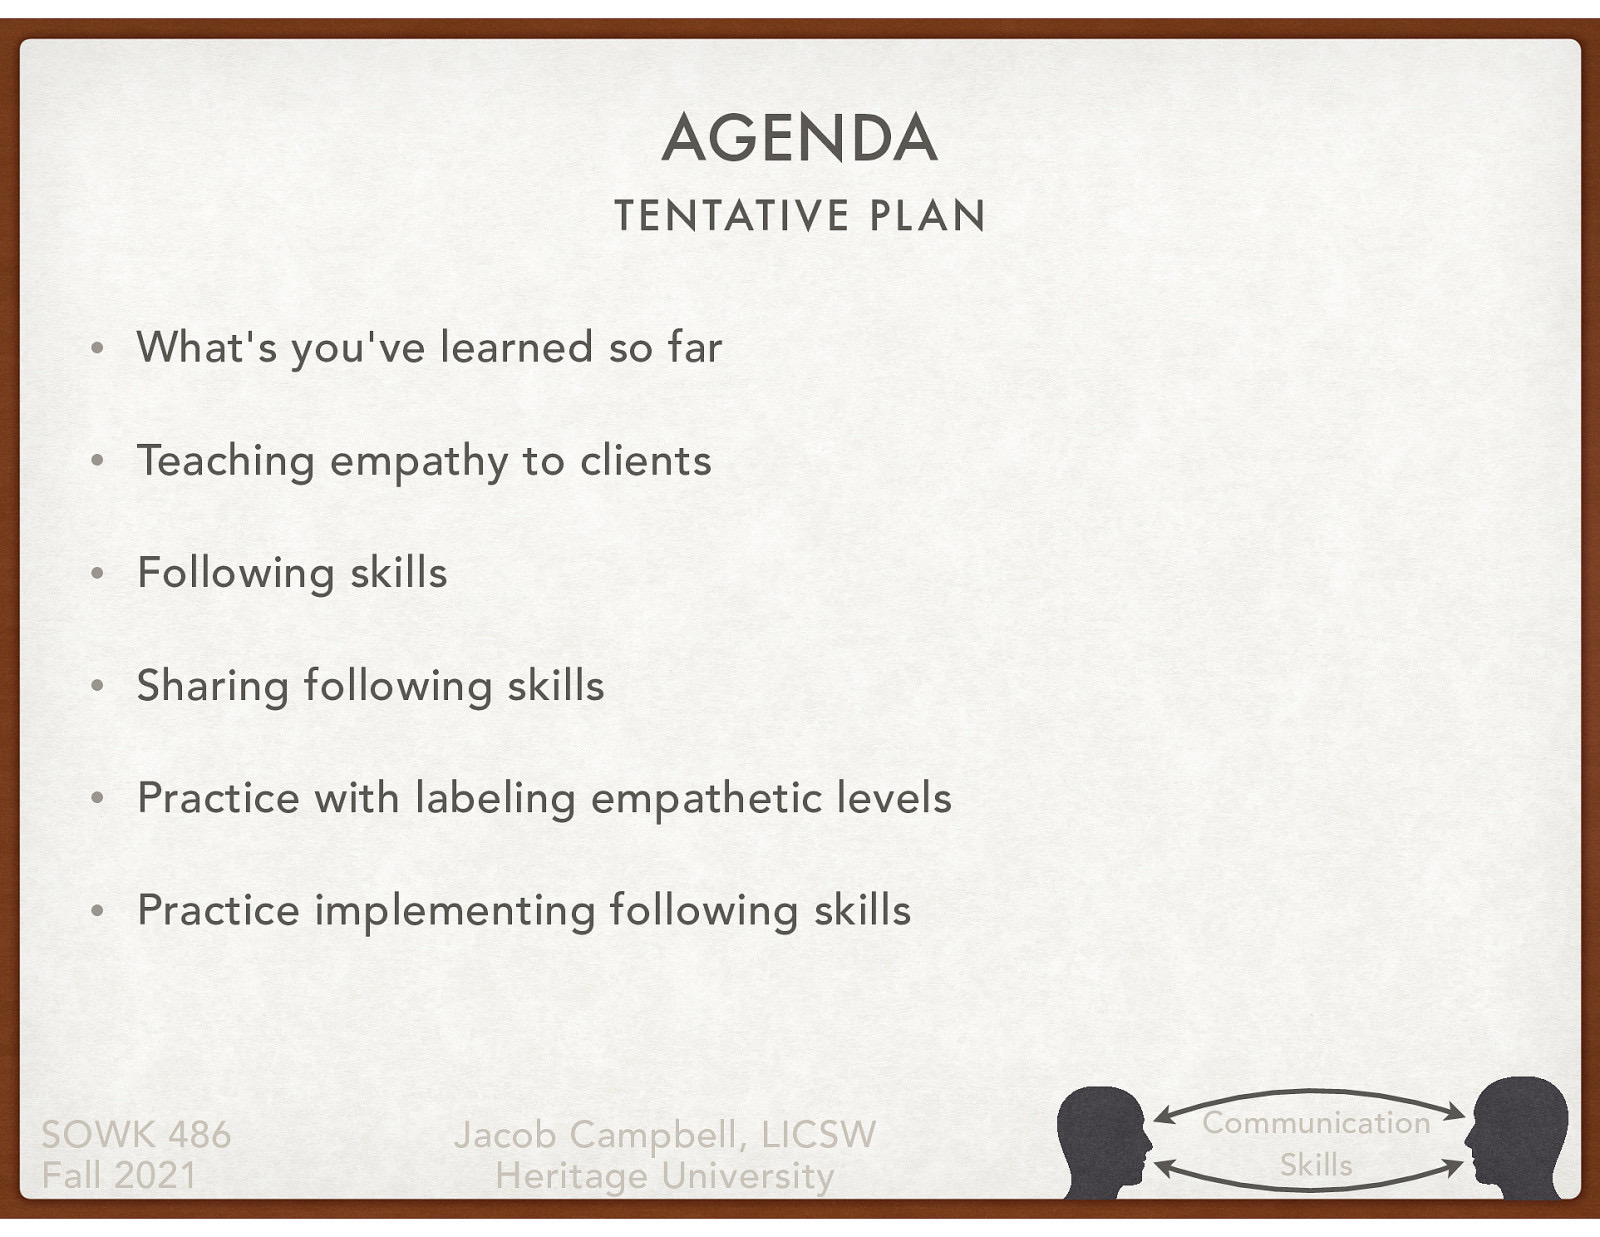 AGENDA
TENTATIVE PLAN
• What's you've learned so far
• Teaching empathy to clients
• Following skills
• Sharing following skills
• Practice with labeling empathetic levels
• Practice implementing following skills
SOWK 486
Fall 2021
Jacob Campbell, LICSW
Heritage University
Communication
Skills